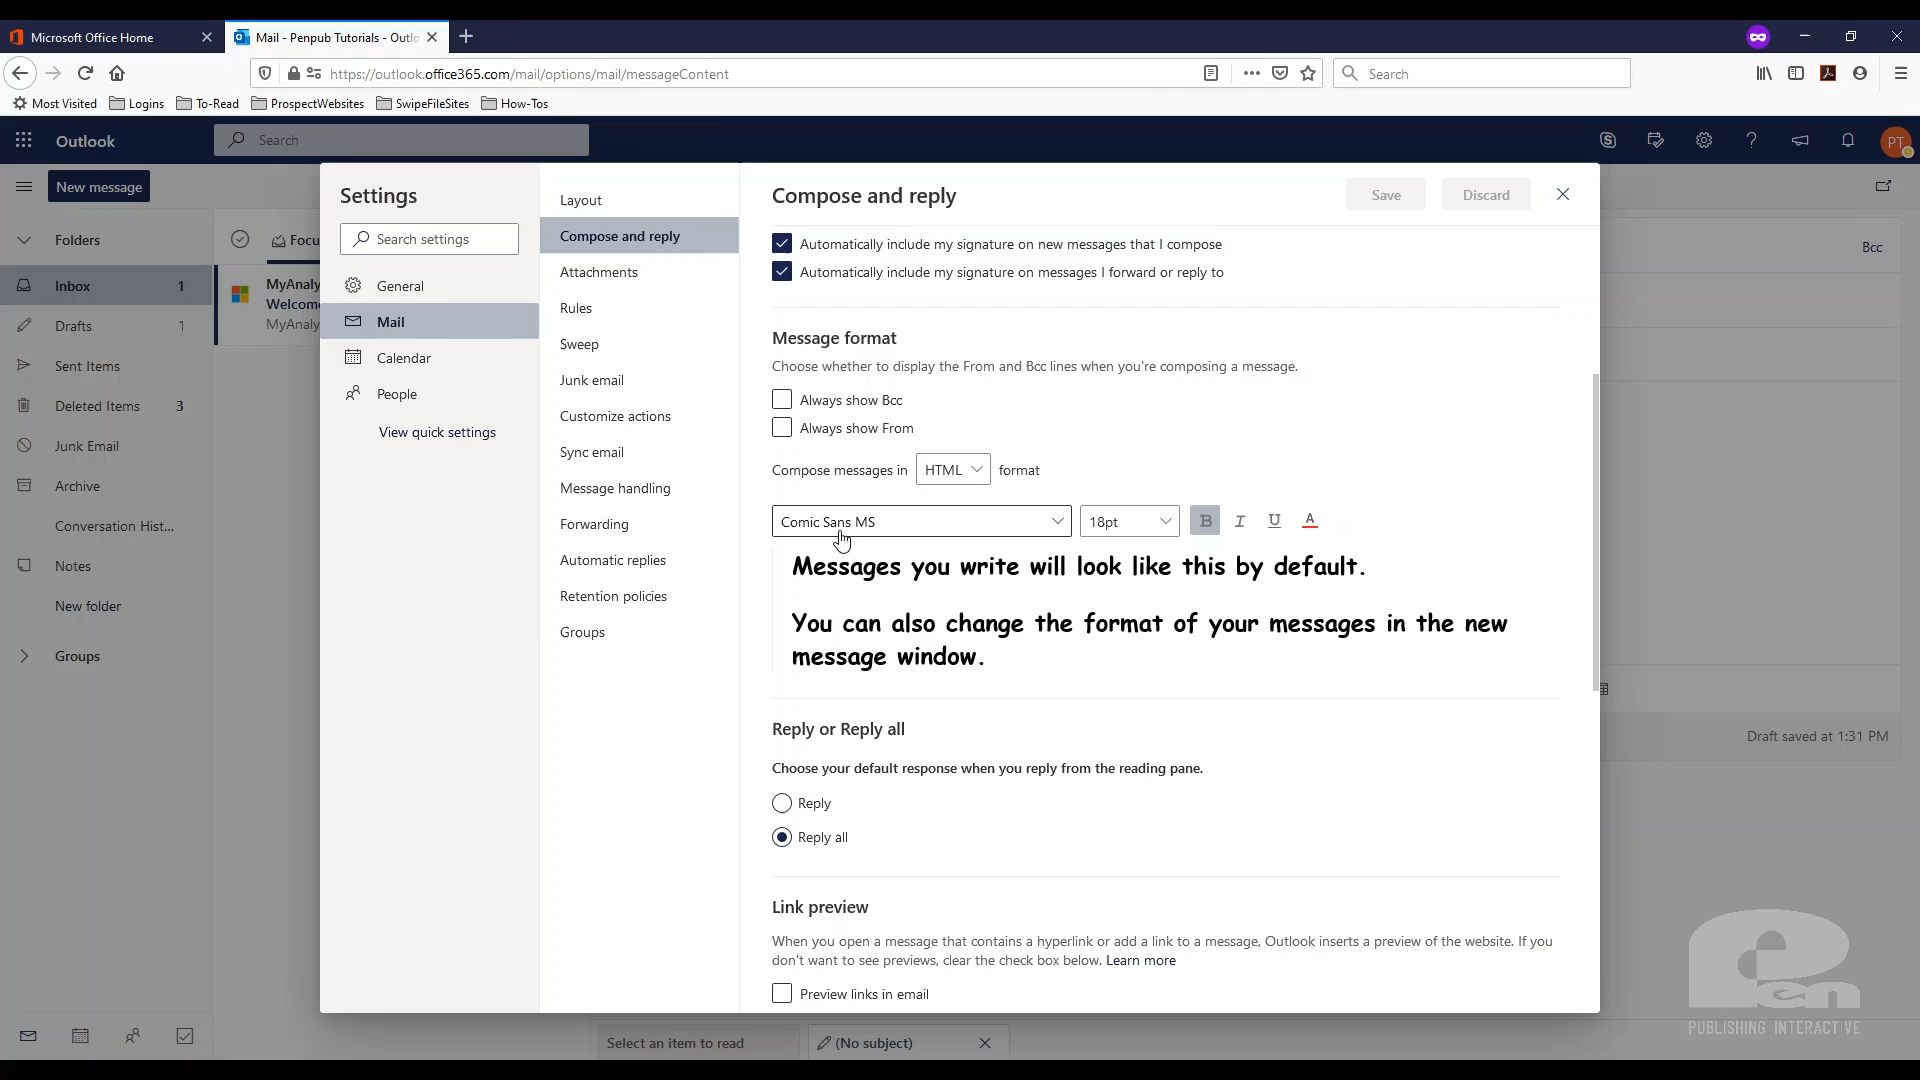 Microsoft Office Home
Mail - Penpub Tutorials - Outlo
https://outlook.office365.com/mail/options/mail/messageContent
Search
Most Visited
Logins
To-Read
ProspectWebsites
SwipeFileSites
How-Tos
Outlook
Search
PT
New message
Folders
Inbox 1
Drafts 1
Sent Items
Deleted Items 3
Junk Email
Archive
Conversation Hist...
Notes
New folder
Groups
Focu
MyAnaly
Welcom
MyAnaly
Settings
Search settings
General
Mail
Calendar
People
View quick settings
Layout
Compose and reply
Attachments
Rules
Sweep
Junk email
Customize actions
Sync email
Message handling
Forwarding
Automatic replies
Retention policies
Groups
Compose and reply
Save
Discard
Automatically include my signature on new messages that I compose
Automatically include my signature on messages I forward or reply to
Message format
Choose whether to display the From and Bcc lines when you're composing a message.
Always show Bcc
Always show From
Compose messages in HTML format
Comic Sans MS 18pt B I U A
Messages you write will look like this by default.
You can also change the format of your messages in the new
message window.
Reply or Reply all
Choose your default response when you reply from the reading pane.
Reply
Reply all
Link preview
When you open a message that contains a hyperlink or add a link to a message, Outlook inserts a preview of the website. If you
don't want to see previews, clear the check box below. Learn more
Preview links in email
Bcc
Draft saved at 1:31 PM
Select an item to read
(No subject)
Pen
PUBLISHING INTERACTIVE